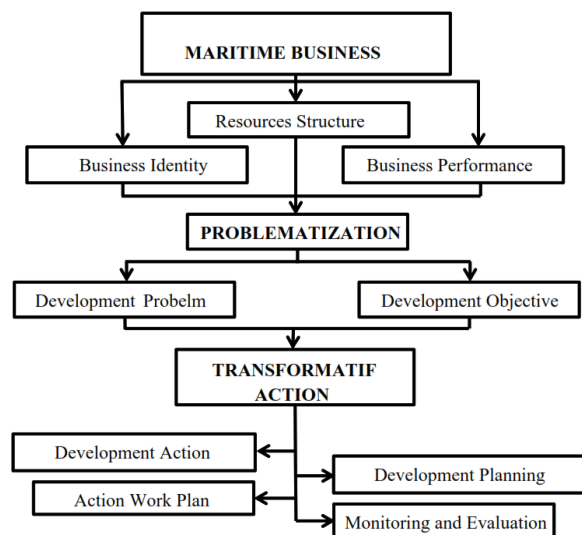 MARITIME BUSINESS
Resources Structure
Business Identity
Business Performance
PROBLEMATIZATION
Development Probelm
Development Objective
TRANSFORMATIF
ACTION
Development Action
Development Planning
Action Work Plan
Monitoring and Evaluation